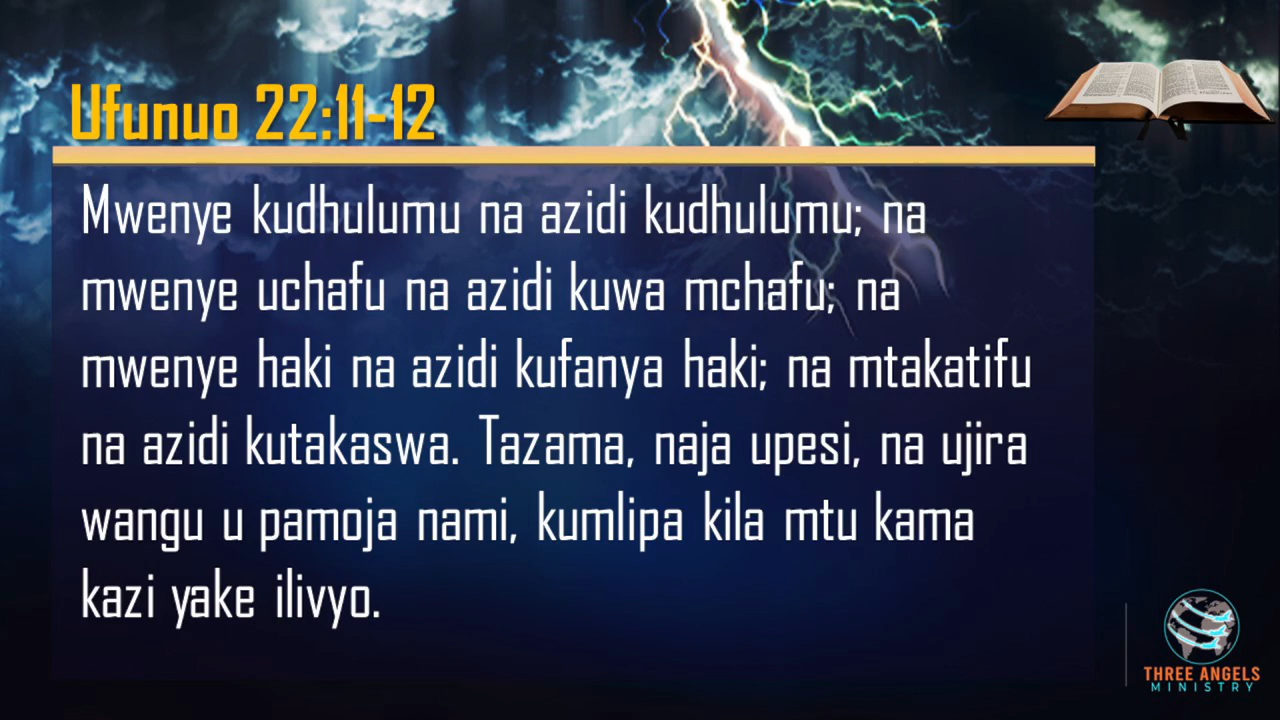 Ufunuo 22:11-12
Mwenye kudhulumu na azidi kudhulumu; na
mwenye uchafu na azidi kuwa mchafu; na
mwenye haki na azidi kufanya haki; na mtakatifu
na azidi kutakaswa. Tazama, naja upesi, na ujira
wangu u pamoja nami, kumlipa kila mtu kama
kazi yake ilivyo.
THREE ANGELS
MINISTRY